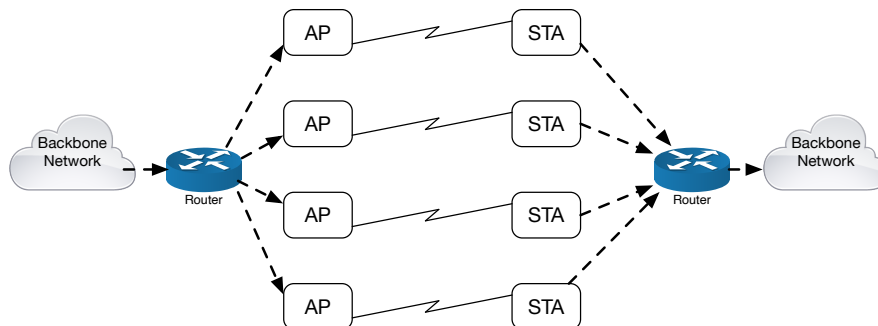 AP
STA
AP
STA
Backbone
Network
Router
Router
Backbone
Network
AP
STA
AP
STA